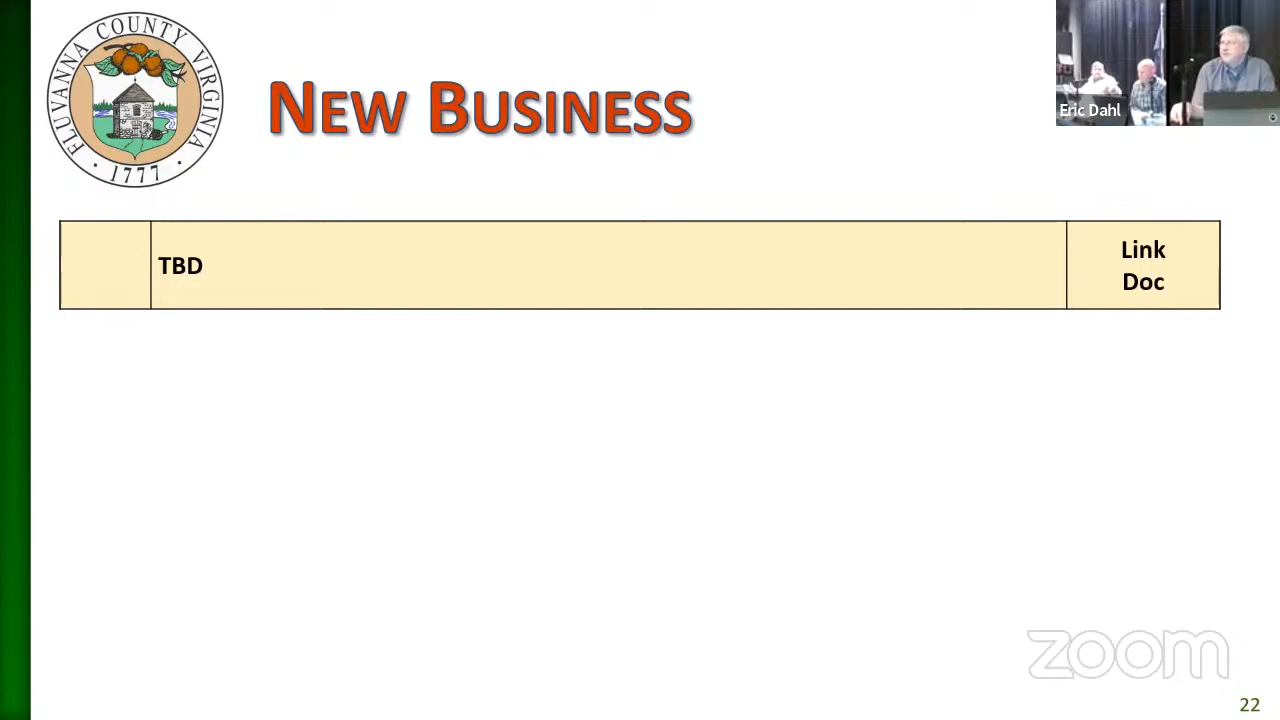 FLUVANNA COUNTY VIRGINIA
· 1777 ·
NEW BUSINESS
Eric Dahl
TBD
Link
Doc
zoom
22